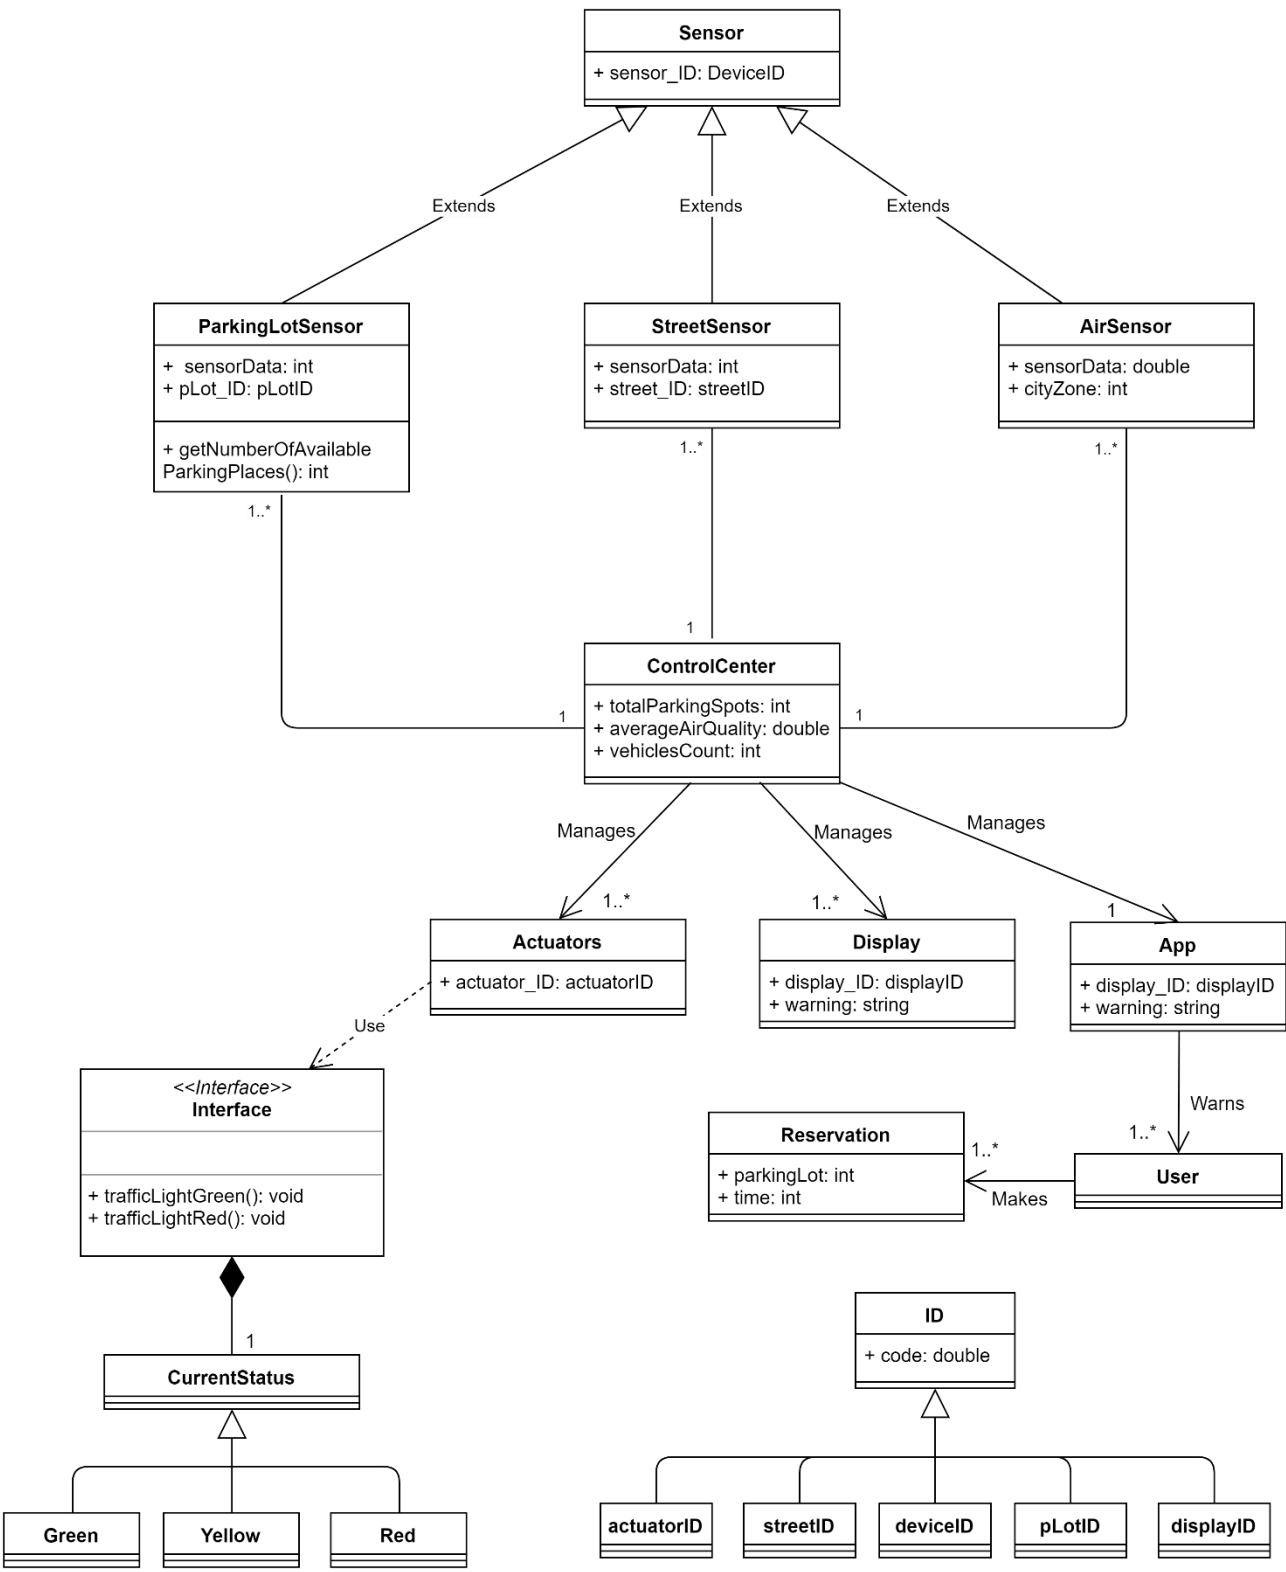 Sensor
+ sensor_ID: DeviceID
Extends
Extends
Extends
ParkingLotSensor
+  sensorData: int
+ pLot_ID: pLotID
+ getNumberOfAvailable
ParkingPlaces(): int
StreetSensor
+ sensorData: int
+ street_ID: streetID
AirSensor
+ sensorData: double
+ cityZone: int
1..*
1..*
1..*
1
1
1
ControlCenter
+ totalParkingSpots: int
+ averageAirQuality: double
+ vehiclesCount: int
Manages
Manages
Manages
1..*
1..*
1
Actuators
+ actuator_ID: actuatorID
Display
+ display_ID: displayID
+ warning: string
App
+ display_ID: displayID
+ warning: string
Use
<<Interface>>
Interface
+ trafficLightGreen(): void
+ trafficLightRed(): void
Warns
1..*
User
Makes
1..*
Reservation
+ parkingLot: int
+ time: int
1
CurrentStatus
Green
Yellow
Red
ID
+ code: double
actuatorID
streetID
deviceID
pLotID
displayID